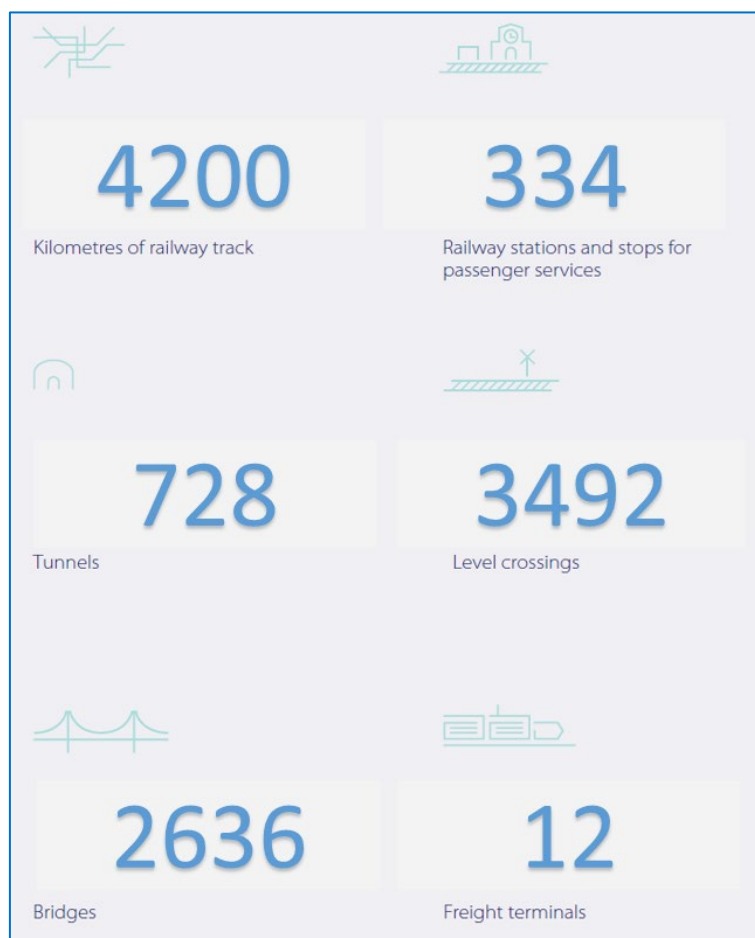 4200
334
Kilometres of railway track
Railway stations and stops for
passenger services
728
3492
Tunnels
Level crossings
2636
12
Bridges
Freight terminals